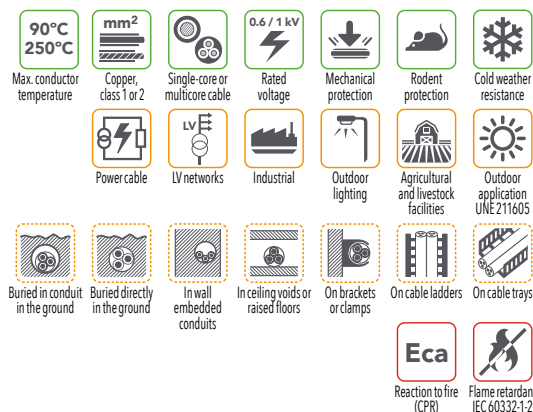 90°C
250°C
mm²
0.6 / 1 kV
Max. conductor
temperature
Copper,
class 1 or 2
Single-core or
multicore cable
Rated
voltage
Mechanical
protection
Rodent
protection
Cold weather
resistance
LV
Power cable
LV networks
Industrial
Outdoor
lighting
Agricultural
and livestock
facilities
Outdoor
application
UNE 211605
Buried in conduit
in the ground
Buried directly
in the ground
In wall
embedded
conduits
In ceiling voids or
raised floors
On brackets
or clamps
On cable ladders
On cable trays
Eca
Reaction to fire
(CPR)
Flame retardan
IEC 60332-1-2